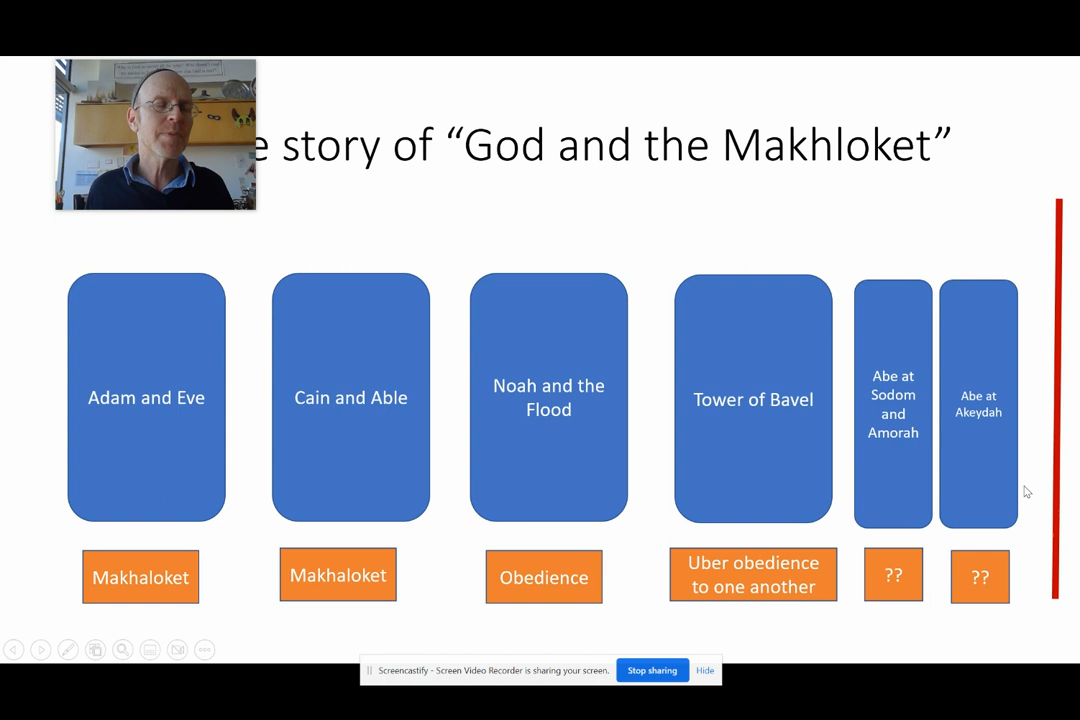 e story of “God and the Makhloket”
Adam and Eve
Cain and Able
Noah and the
Flood
Tower of Bavel
Abe at
Sodom
and
Amorah
Abe at
Akeydah
Makhaloket
Makhaloket
Obedience
Uber obedience
to one another
??
??
Screencastify - Screen Video Recorder is sharing your screen.
Stop sharing
Hide